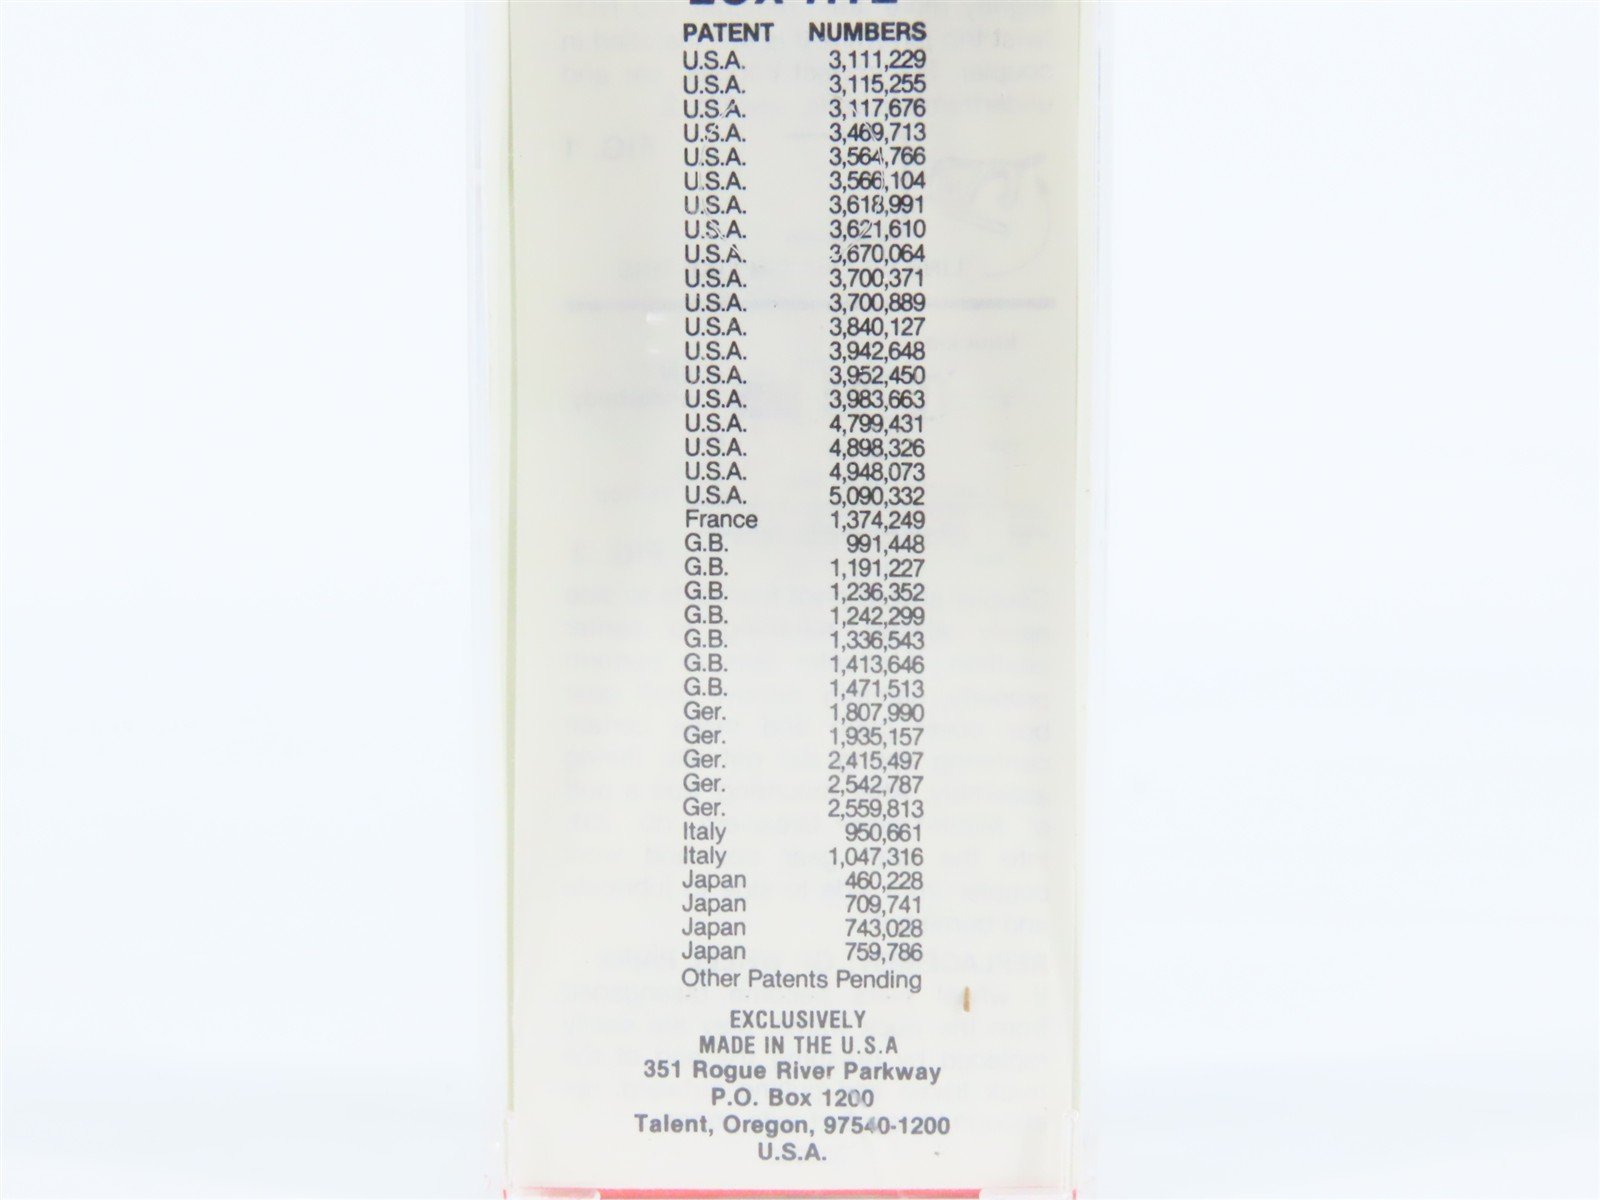 PATENT NUMBERS
U.S.A. 3,111,229
U.S.A. 3,115,255
U.S.A. 3,117,676
U.S.A. 3,469,713
U.S.A. 3,564,766
U.S.A. 3,566,104
U.S.A. 3,618,991
U.S.A. 3,621,610
U.S.A. 3,670,064
U.S.A. 3,700,371
U.S.A. 3,700,889
U.S.A. 3,840,127
U.S.A. 3,942,648
U.S.A. 3,952,450
U.S.A. 3,983,663
U.S.A. 4,799,431
U.S.A. 4,898,326
U.S.A. 4,948,073
U.S.A. 5,090,332
France 1,374,249
G.B. 991,448
G.B. 1,191,227
G.B. 1,236,352
G.B. 1,242,299
G.B. 1,336,543
G.B. 1,413,646
G.B. 1,471,513
Ger. 1,807,990
Ger. 1,935,157
Ger. 2,415,497
Ger. 2,542,787
Ger. 2,559,813
Italy 950,661
Italy 1,047,316
Japan 460,228
Japan 709,741
Japan 743,028
Japan 759,786
Other Patents Pending
EXCLUSIVELY
MADE IN THE U.S.A
351 Rogue River Parkway
P.O. Box 1200
Talent, Oregon, 97540-1200
U.S.A.